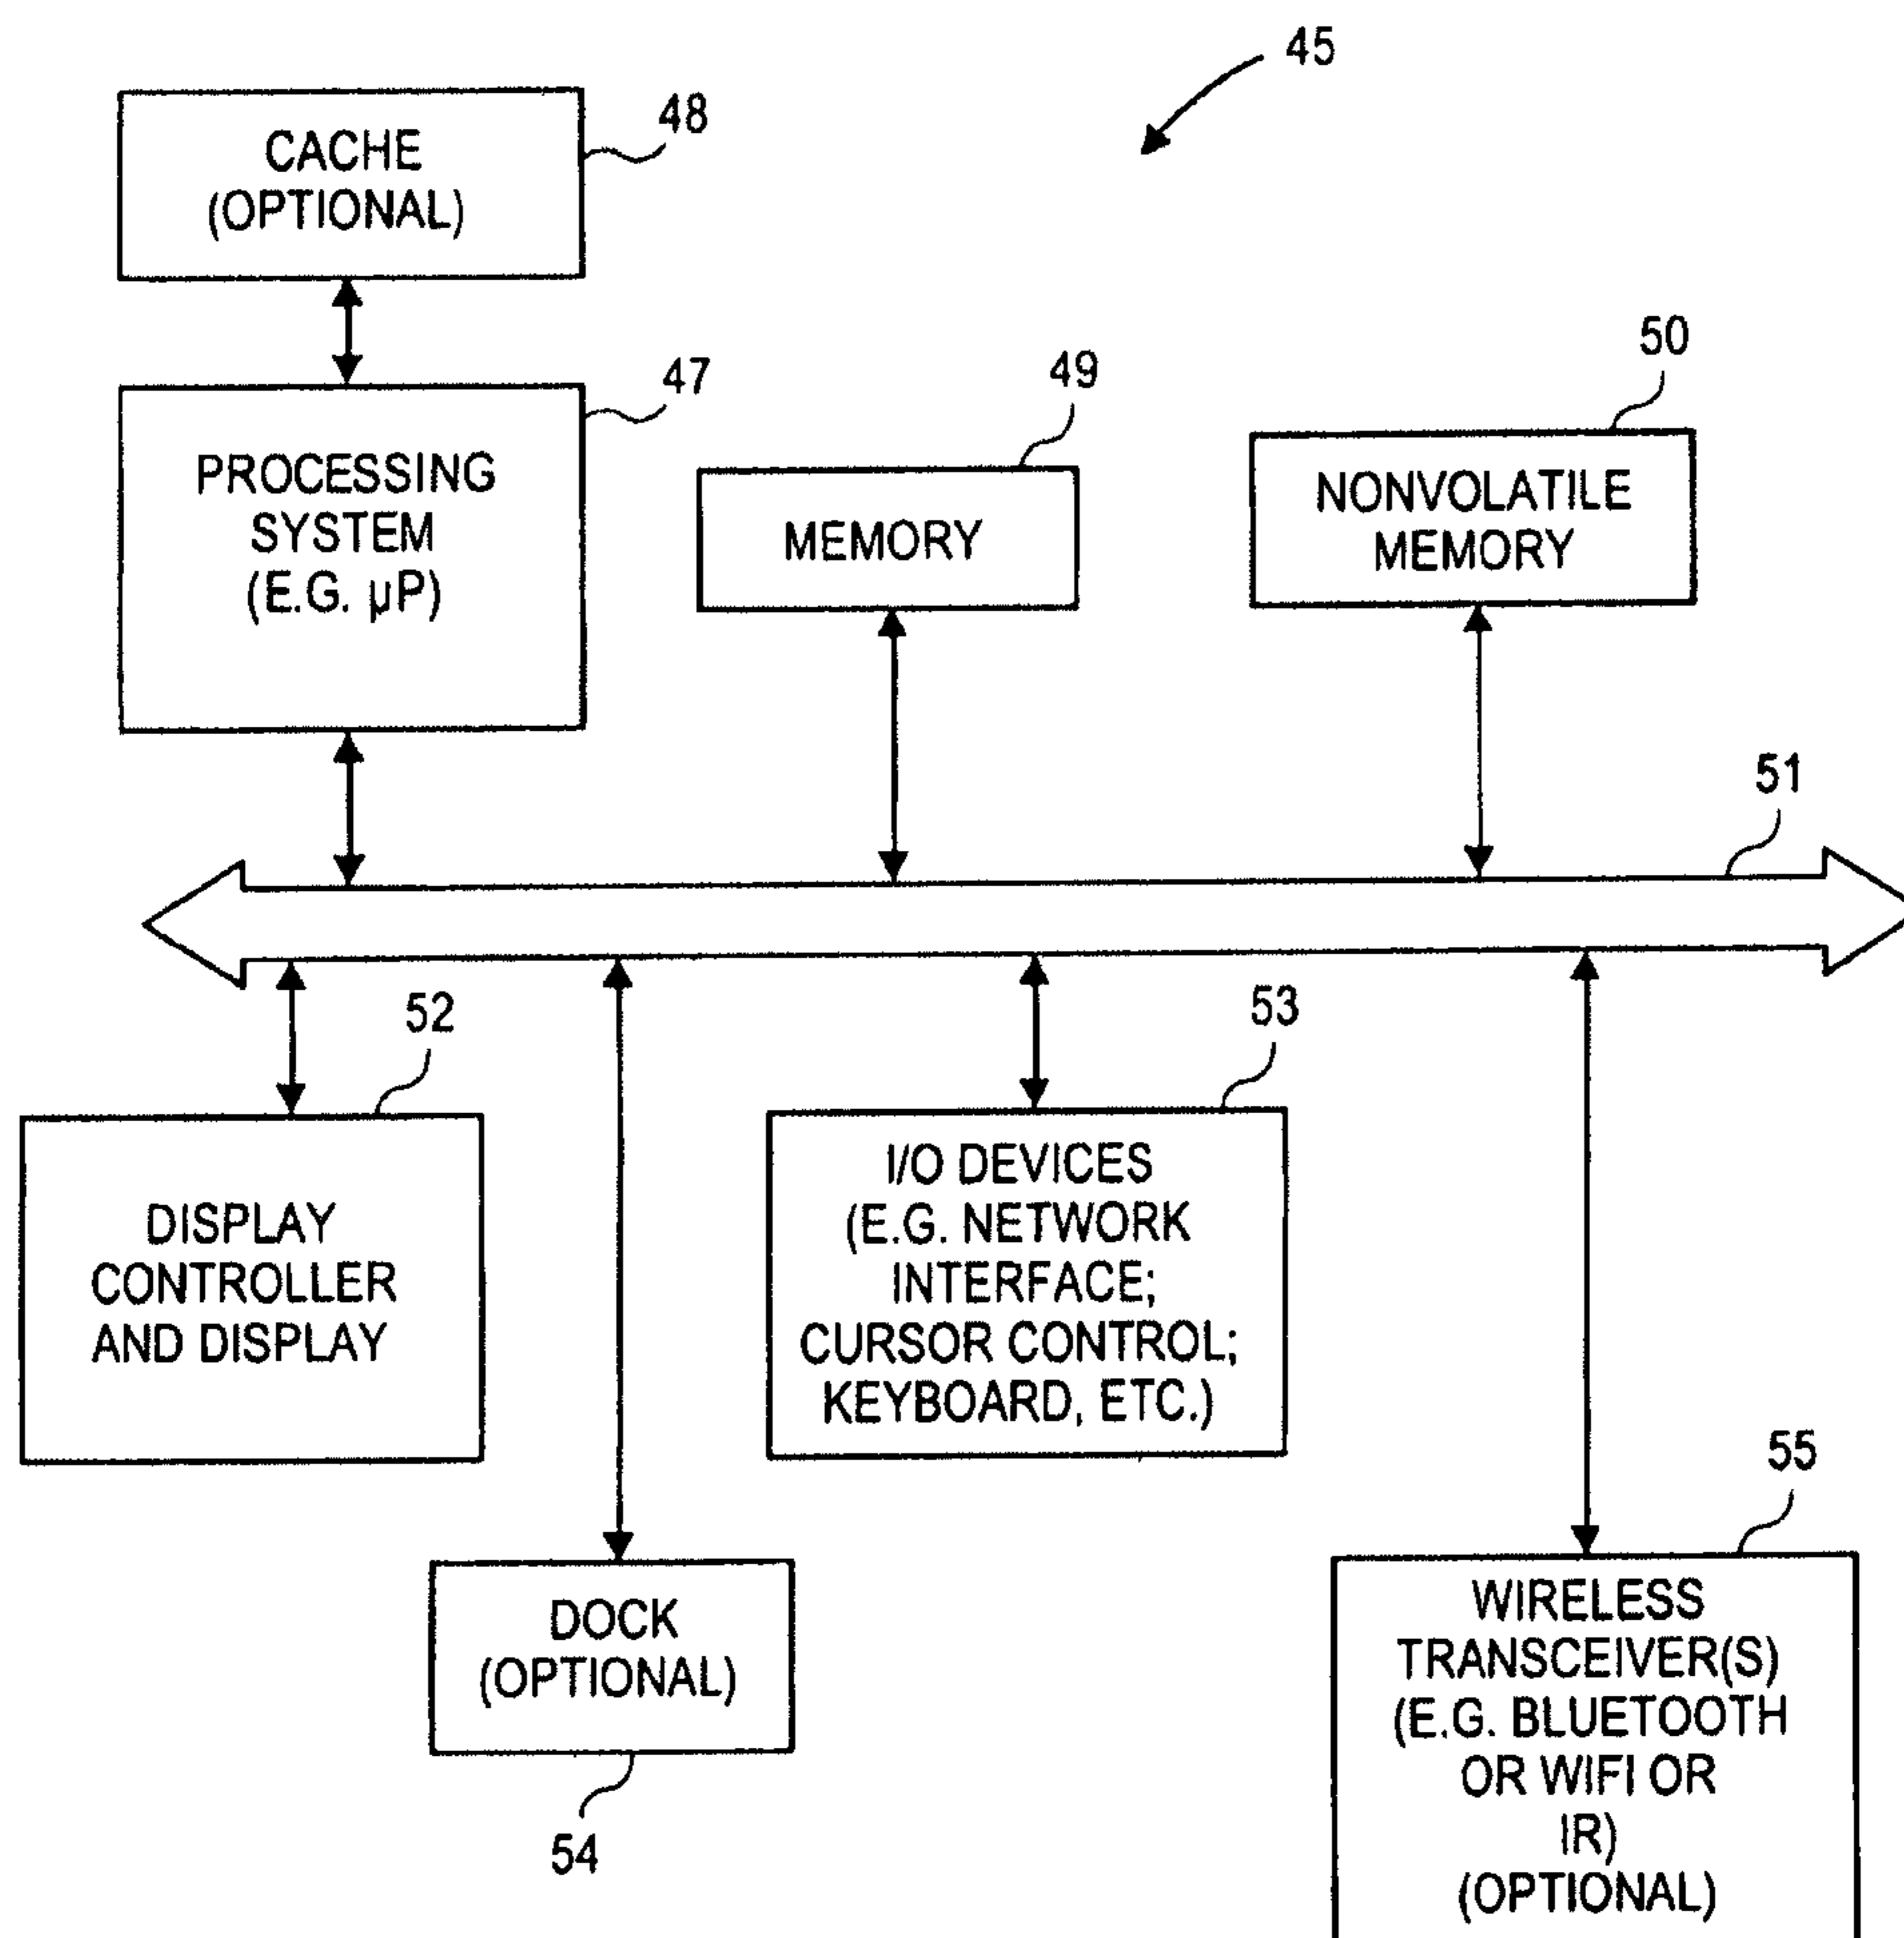 45
48
CACHE
(OPTIONAL)
47
PROCESSING
SYSTEM
(E.G. µP)
49
MEMORY
50
NONVOLATILE
MEMORY
51
52
DISPLAY
CONTROLLER
AND DISPLAY
53
I/O DEVICES
(E.G. NETWORK
INTERFACE;
CURSOR CONTROL;
KEYBOARD, ETC.)
DOCK
(OPTIONAL)
54
55
WIRELESS
TRANSCEIVER(S)
(E.G. BLUETOOTH
OR WIFI OR
IR)
(OPTIONAL)